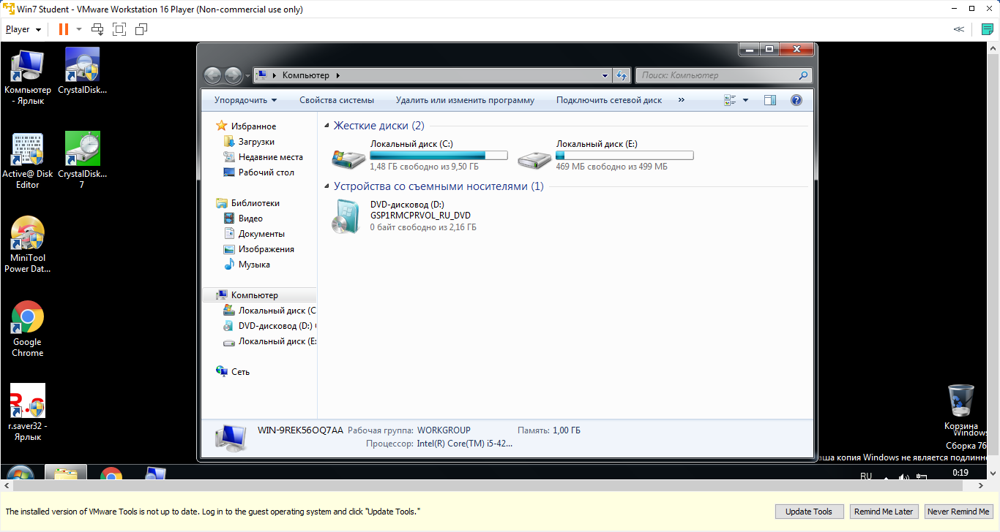 Win7 Student - VMware Workstation 16 Player (Non-commercial use only)
Player
Компьютер
- Ярлык
CrystalDisk...
Active@ Disk
Editor
CrystalDisk...
7
MiniTool
Power Dat...
Google
Chrome
r.saver32 -
Ярлык
Компьютер
Поиск: Компьютер
Упорядочить
Свойства системы
Удалить или изменить программу
Подключить сетевой диск
»
Избранное
Загрузки
Недавние места
Рабочий стол
Библиотеки
Видео
Документы
Изображения
Музыка
Компьютер
Локальный диск (C
DVD-дисковод (D:)
Локальный диск (E:
Сеть
Жесткие диски (2)
Локальный диск (C:)
1,48 ГБ свободно из 9,50 ГБ
Локальный диск (E:)
469 МБ свободно из 499 МБ
Устройства со съемными носителями (1)
DVD-дисковод (D:)
GSP1RMCPRVOL_RU_DVD
0 байт свободно из 2,16 ГБ
WIN-9REK56OQ7AA Рабочая группа: WORKGROUP Память: 1,00 ГБ
Процессор: Intel(R) Core(TM) i5-42...
Корзина
Windows
Сборка 76
аша копия Windows не является подлинно
RU
0:19
The installed version of VMware Tools is not up to date. Log in to the guest operating system and click "Update Tools."
Update Tools
Remind Me Later
Never Remind Me